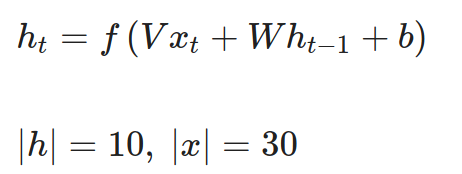 h_t = f (Vx_t + Wh_{t−1} + b)
|h| = 10, |x| = 30